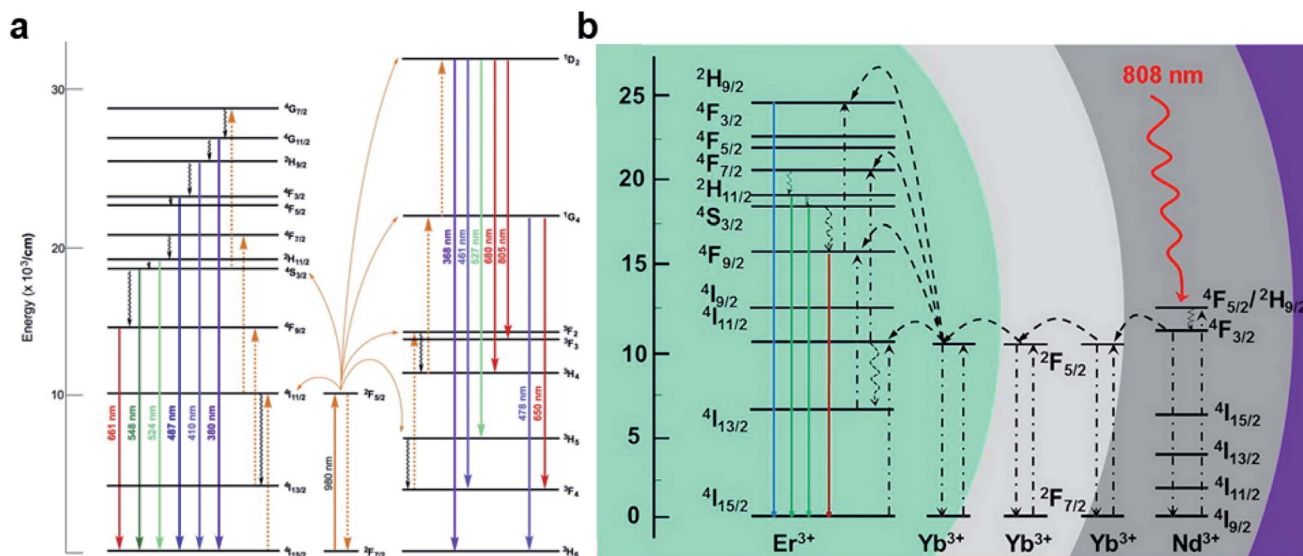 a
Energy (x 10³/cm)
30
20
10
⁴G₇/₂
⁴G₁₁/₂
²H₉/₂
⁴F₃/₂
⁴F₅/₂
⁴F₇/₂
²H₁₁/₂
⁴S₃/₂
⁴F₉/₂
⁴I₁₁/₂
⁴I₁₃/₂
⁴I₁₅/₂
661 nm
548 nm
524 nm
487 nm
410 nm
380 nm
980 nm
²F₅/₂
²F₇/₂
¹D₂
¹G₄
³F₂
³F₃
³H₄
³H₅
³F₄
³H₆
368 nm
461 nm
527 nm
680 nm
805 nm
478 nm
650 nm
b
25
20
15
10
5
0
²H₉/₂
⁴F₃/₂
⁴F₅/₂
⁴F₇/₂
²H₁₁/₂
⁴S₃/₂
⁴F₉/₂
⁴I₉/₂
⁴I₁₁/₂
⁴I₁₃/₂
⁴I₁₅/₂
808 nm
²F₅/₂
²F₇/₂
⁴F₅/₂/ ²H₉/₂
⁴F₃/₂
⁴I₁₅/₂
⁴I₁₃/₂
⁴I₁₁/₂
⁴I₉/₂
Er³⁺ Yb³⁺ Yb³⁺ Yb³⁺ Nd³⁺